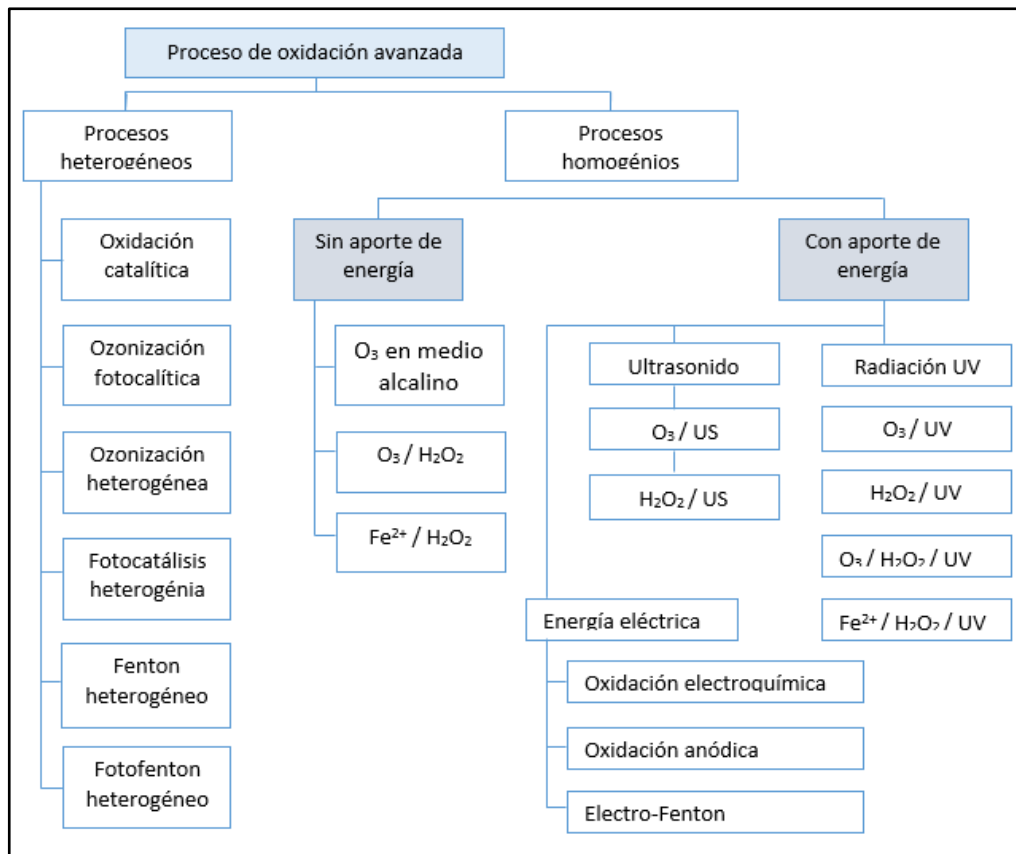 Proceso de oxidación avanzada
Procesos
heterogéneos
Procesos
homogénios
Oxidación
catalítica
Ozonización
fotocalítica
Ozonización
heterogénea
Fotocatálisis
heterogénia
Fenton
heterogéneo
Fotofenton
heterogéneo
Sin aporte de
energía
O₃ en medio
alcalino
O₃ / H₂O₂
Fe²⁺ / H₂O₂
Con aporte de
energía
Ultrasonido
O₃ / US
H₂O₂ / US
Radiación UV
O₃ / UV
H₂O₂ / UV
O₃ / H₂O₂ / UV
Fe²⁺ / H₂O₂ / UV
Energía eléctrica
Oxidación electroquímica
Oxidación anódica
Electro-Fenton